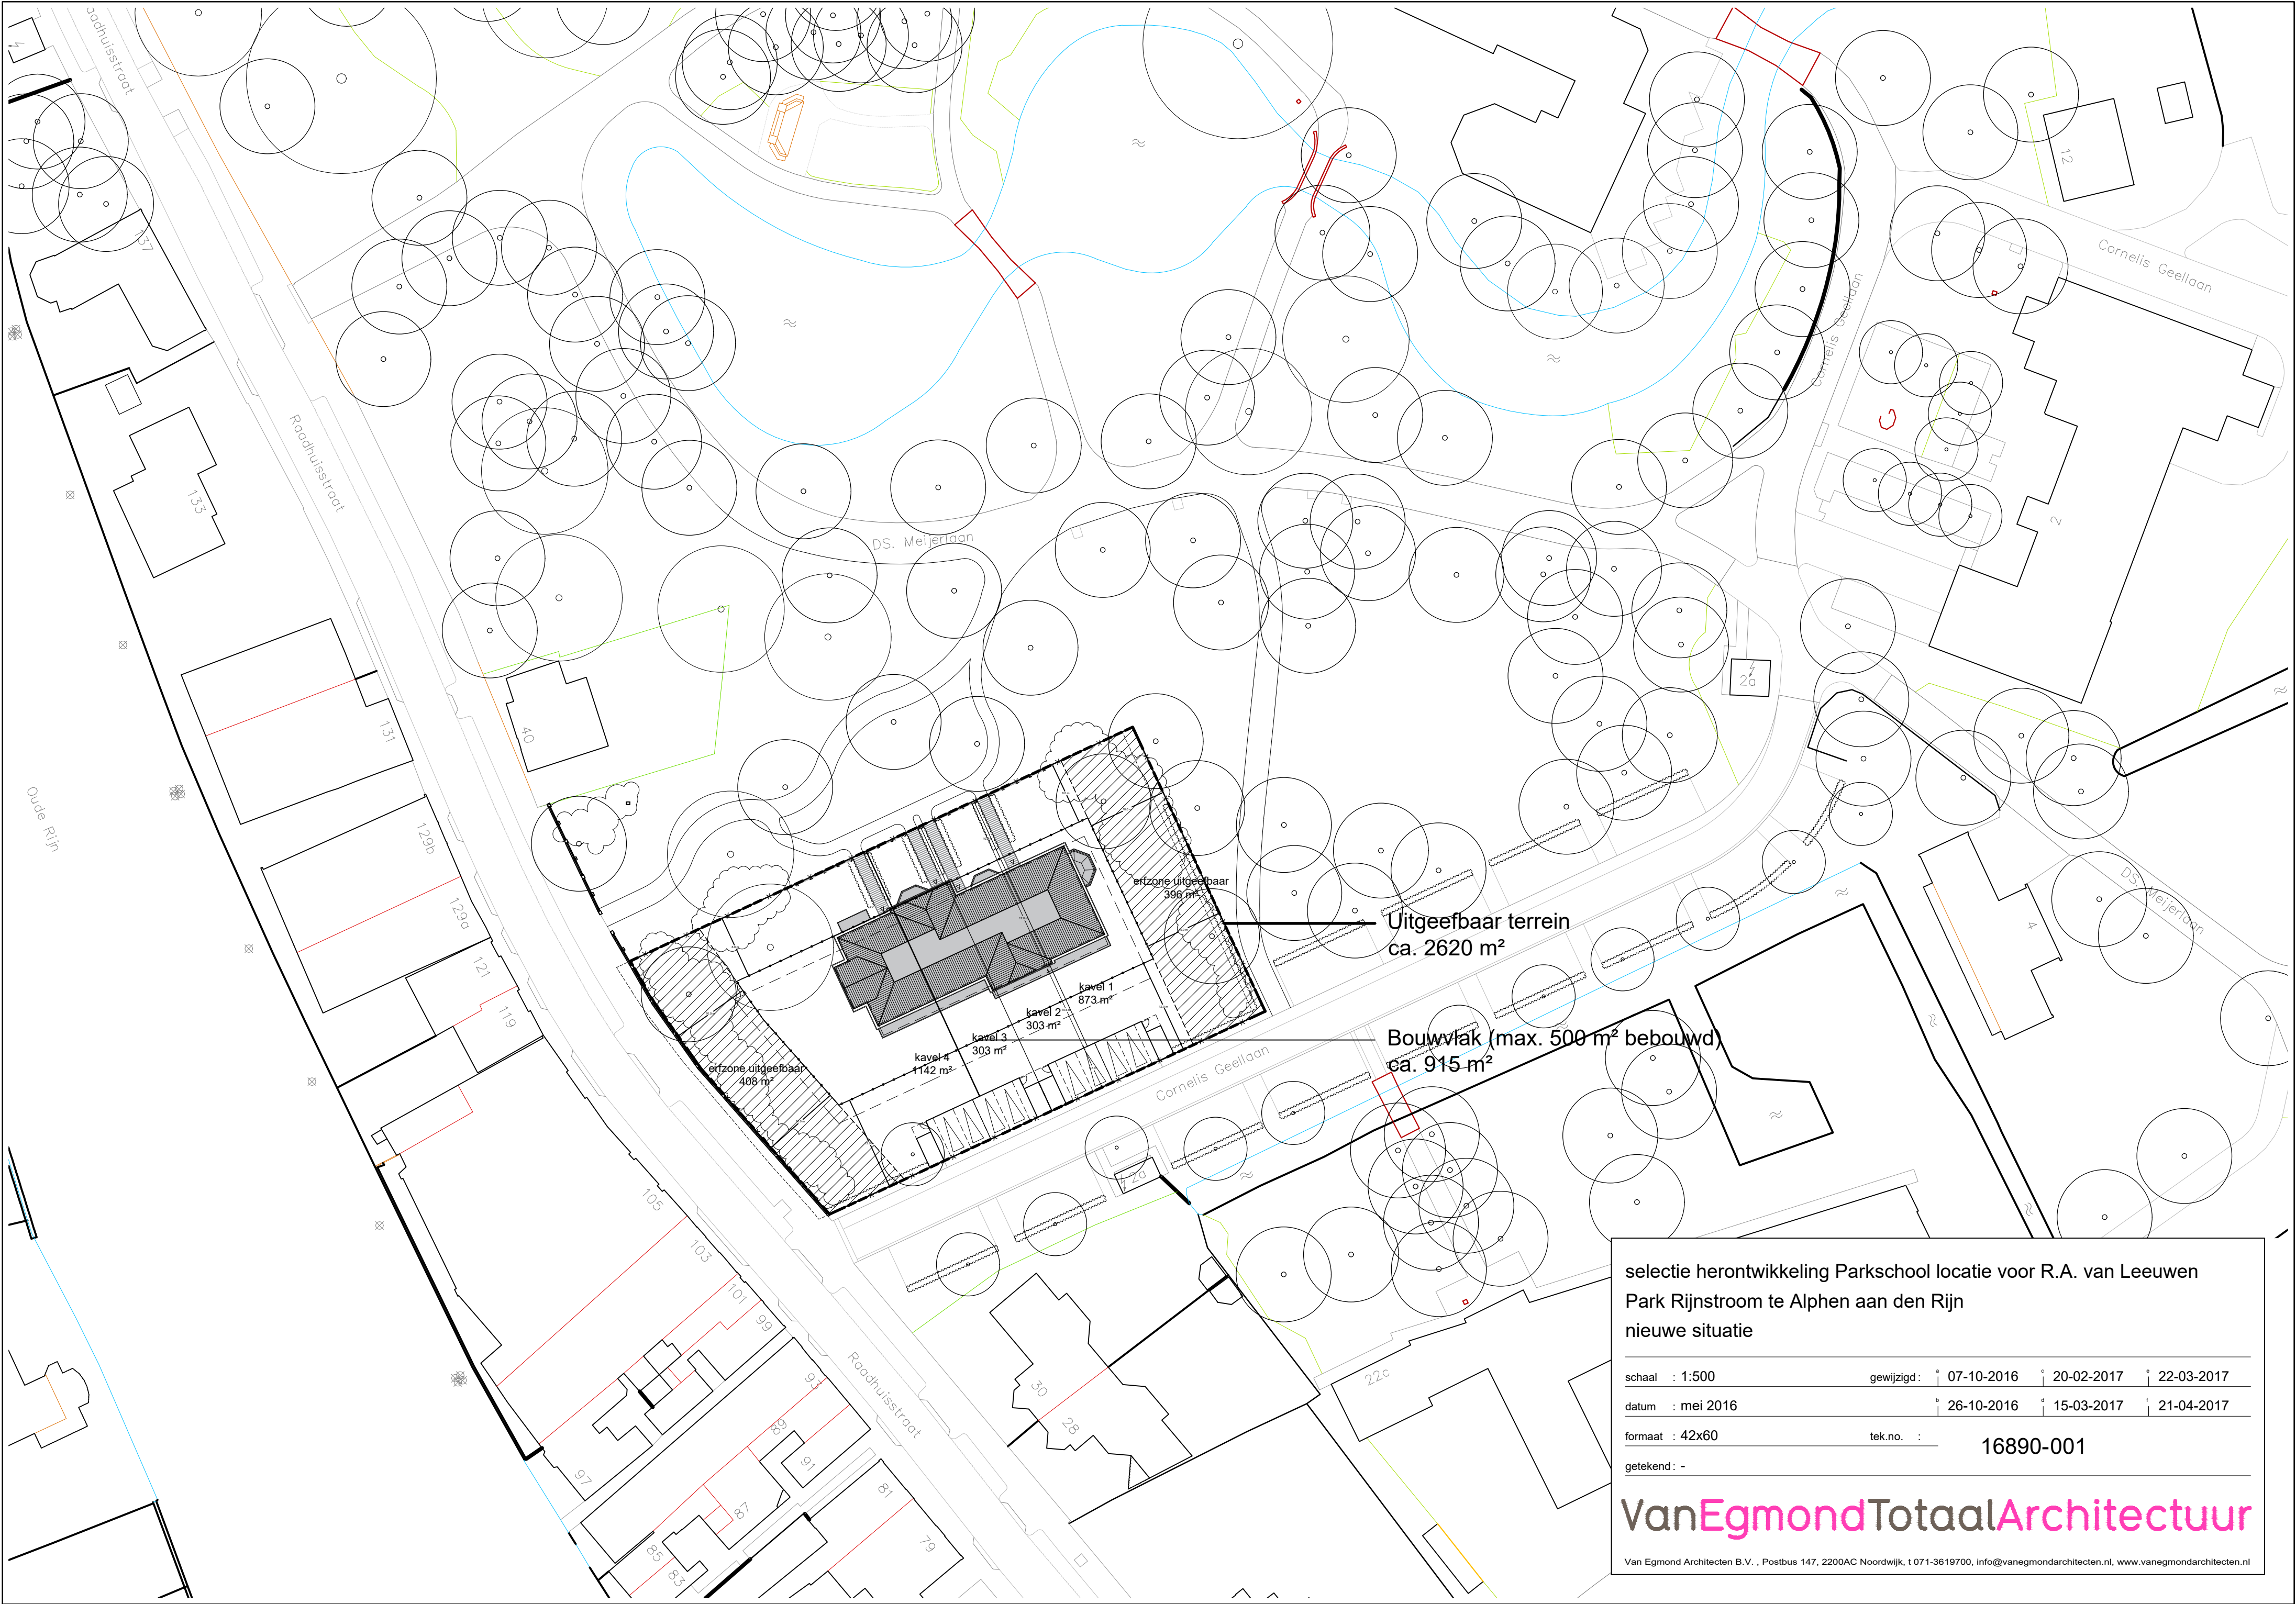 Raadhuisstraat
137
133
Raadhuisstraat
131
129b
129a
121
119
105
103
101
99
97
93
89
91
87
85
83
81
79
Oude Rijn
40
DS. Meijerlaan
12
Cornelis Geellaan
Cornelis Geellaan
2
2a
DS. Meijerlaan
4
erfzone uitgeefbaar
396 m²
Uitgeefbaar terrein
ca. 2620 m²
kavel 1
873 m²
kavel 2
303 m²
kavel 3
303 m²
kavel 4
1142 m²
erfzone uitgeefbaar
408 m²
Bouwvlak (max. 500 m² bebouwd)
ca. 915 m²
Cornelis Geellaan
2a
Raadhuisstraat
30
28
22c
selectie herontwikkeling Parkschool locatie voor R.A. van Leeuwen
Park Rijnstroom te Alphen aan den Rijn
nieuwe situatie
schaal : 1:500 gewijzigd : a 07-10-2016 c 20-02-2017 e 22-03-2017
datum : mei 2016 b 26-10-2016 d 15-03-2017 f 21-04-2017
formaat : 42x60 tek.no. : 16890-001
getekend : -
VanEgmondTotaalArchitectuur
Van Egmond Architecten B.V. , Postbus 147, 2200AC Noordwijk, t 071-3619700, info@vanegmondarchitecten.nl, www.vanegmondarchitecten.nl